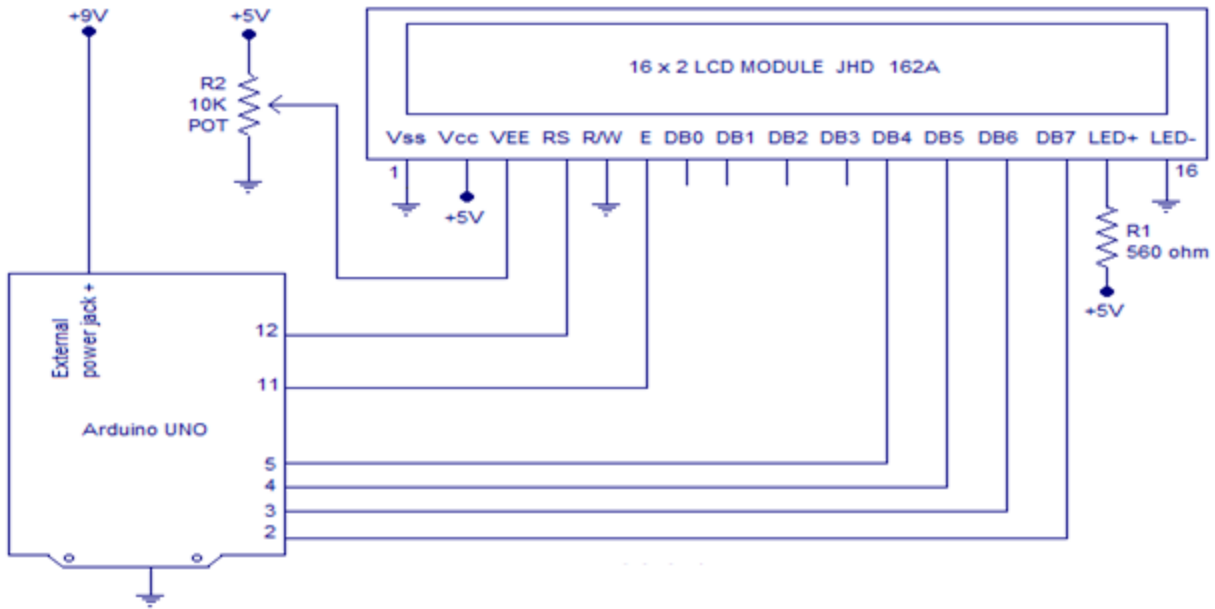 +9V
+5V
R2
10K
POT
16 x 2 LCD MODULE JHD 162A
Vss Vcc VEE RS R/W E DB0 DB1 DB2 DB3 DB4 DB5 DB6 DB7 LED+ LED-
1
16
+5V
R1
560 ohm
+5V
External
power jack +
12
11
Arduino UNO
5
4
3
2